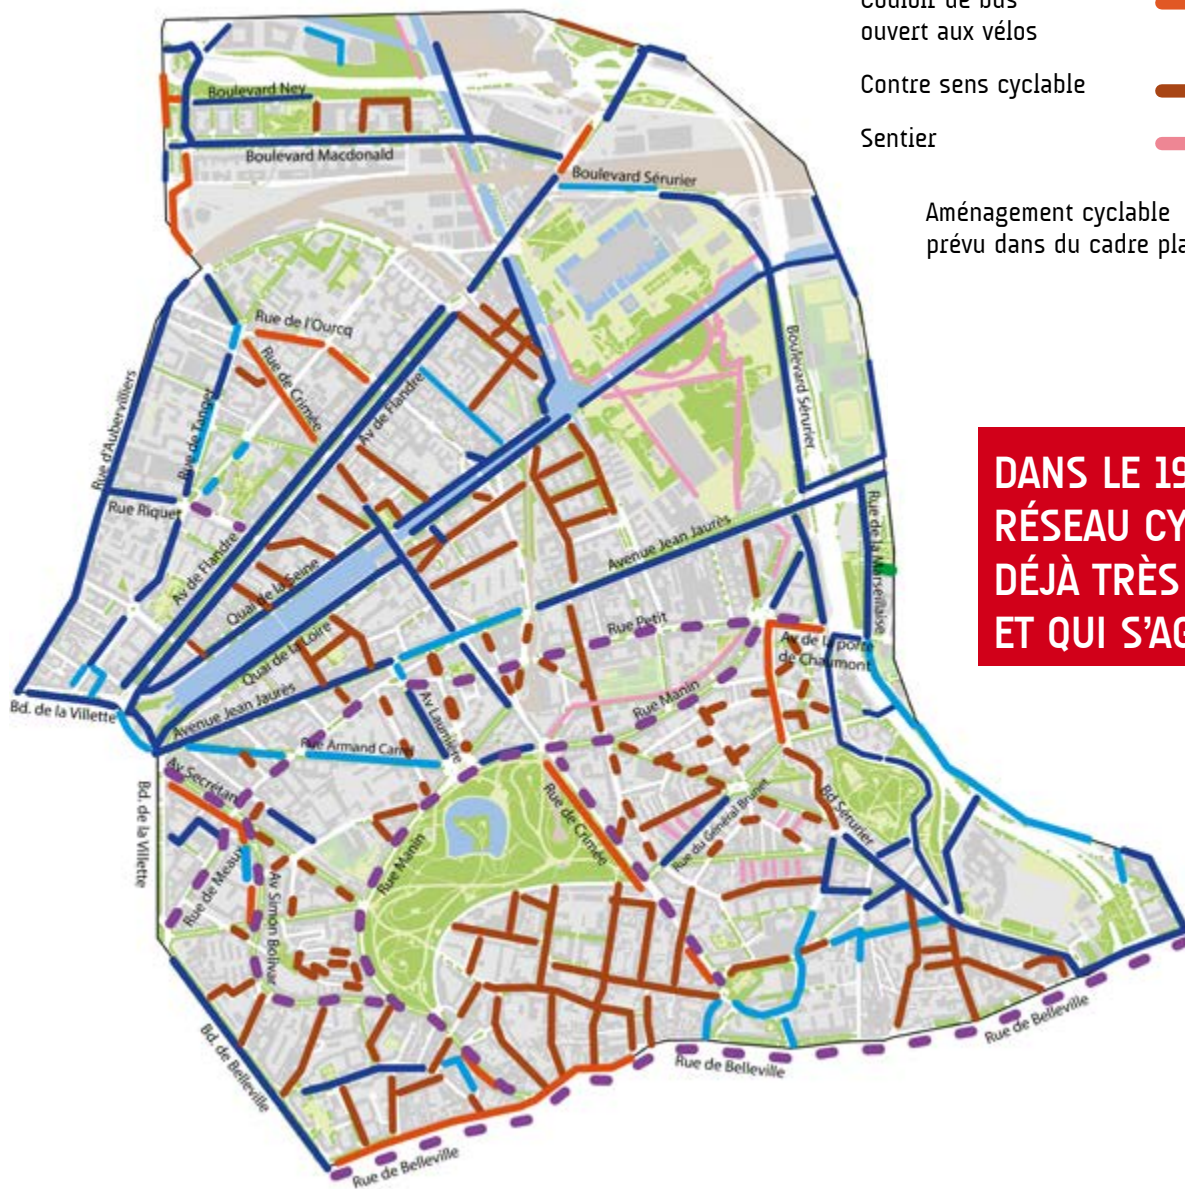 Couloir de bus
ouvert aux vélos
Contre sens cyclable
Sentier
Aménagement cyclable
prévu dans du cadre pla
DANS LE 19
RÉSEAU CY
DÉJÀ TRÈS
ET QUI S'AG
Boulevard Ney
Boulevard Macdonald
Boulevard Sérurier
Rue de l'Ourcq
Rue de Crimée
Av de Flandre
Boulevard Sérurier
Rue d'Aubervilliers
Rue de Tanger
Rue Riquet
Av de Flandre
Quai de la Seine
Quai de la Loire
Avenue Jean Jaurès
Rue de la Marseillaise
Rue Petit
Av de la porte
de Chaumont
Rue Manin
Bd. de la Villette
Avenue Jean Jaurès
Av Laumière
Rue Armand Carrel
Av Secrétan
Bd. de la Villette
Rue de Meaux
Rue Manin
Rue de Crimée
Rue du Général Brunet
Bd Sérurier
Av Simon Bolivar
Bd. de Belleville
Rue de Belleville
Rue de Belleville
Rue de Belleville